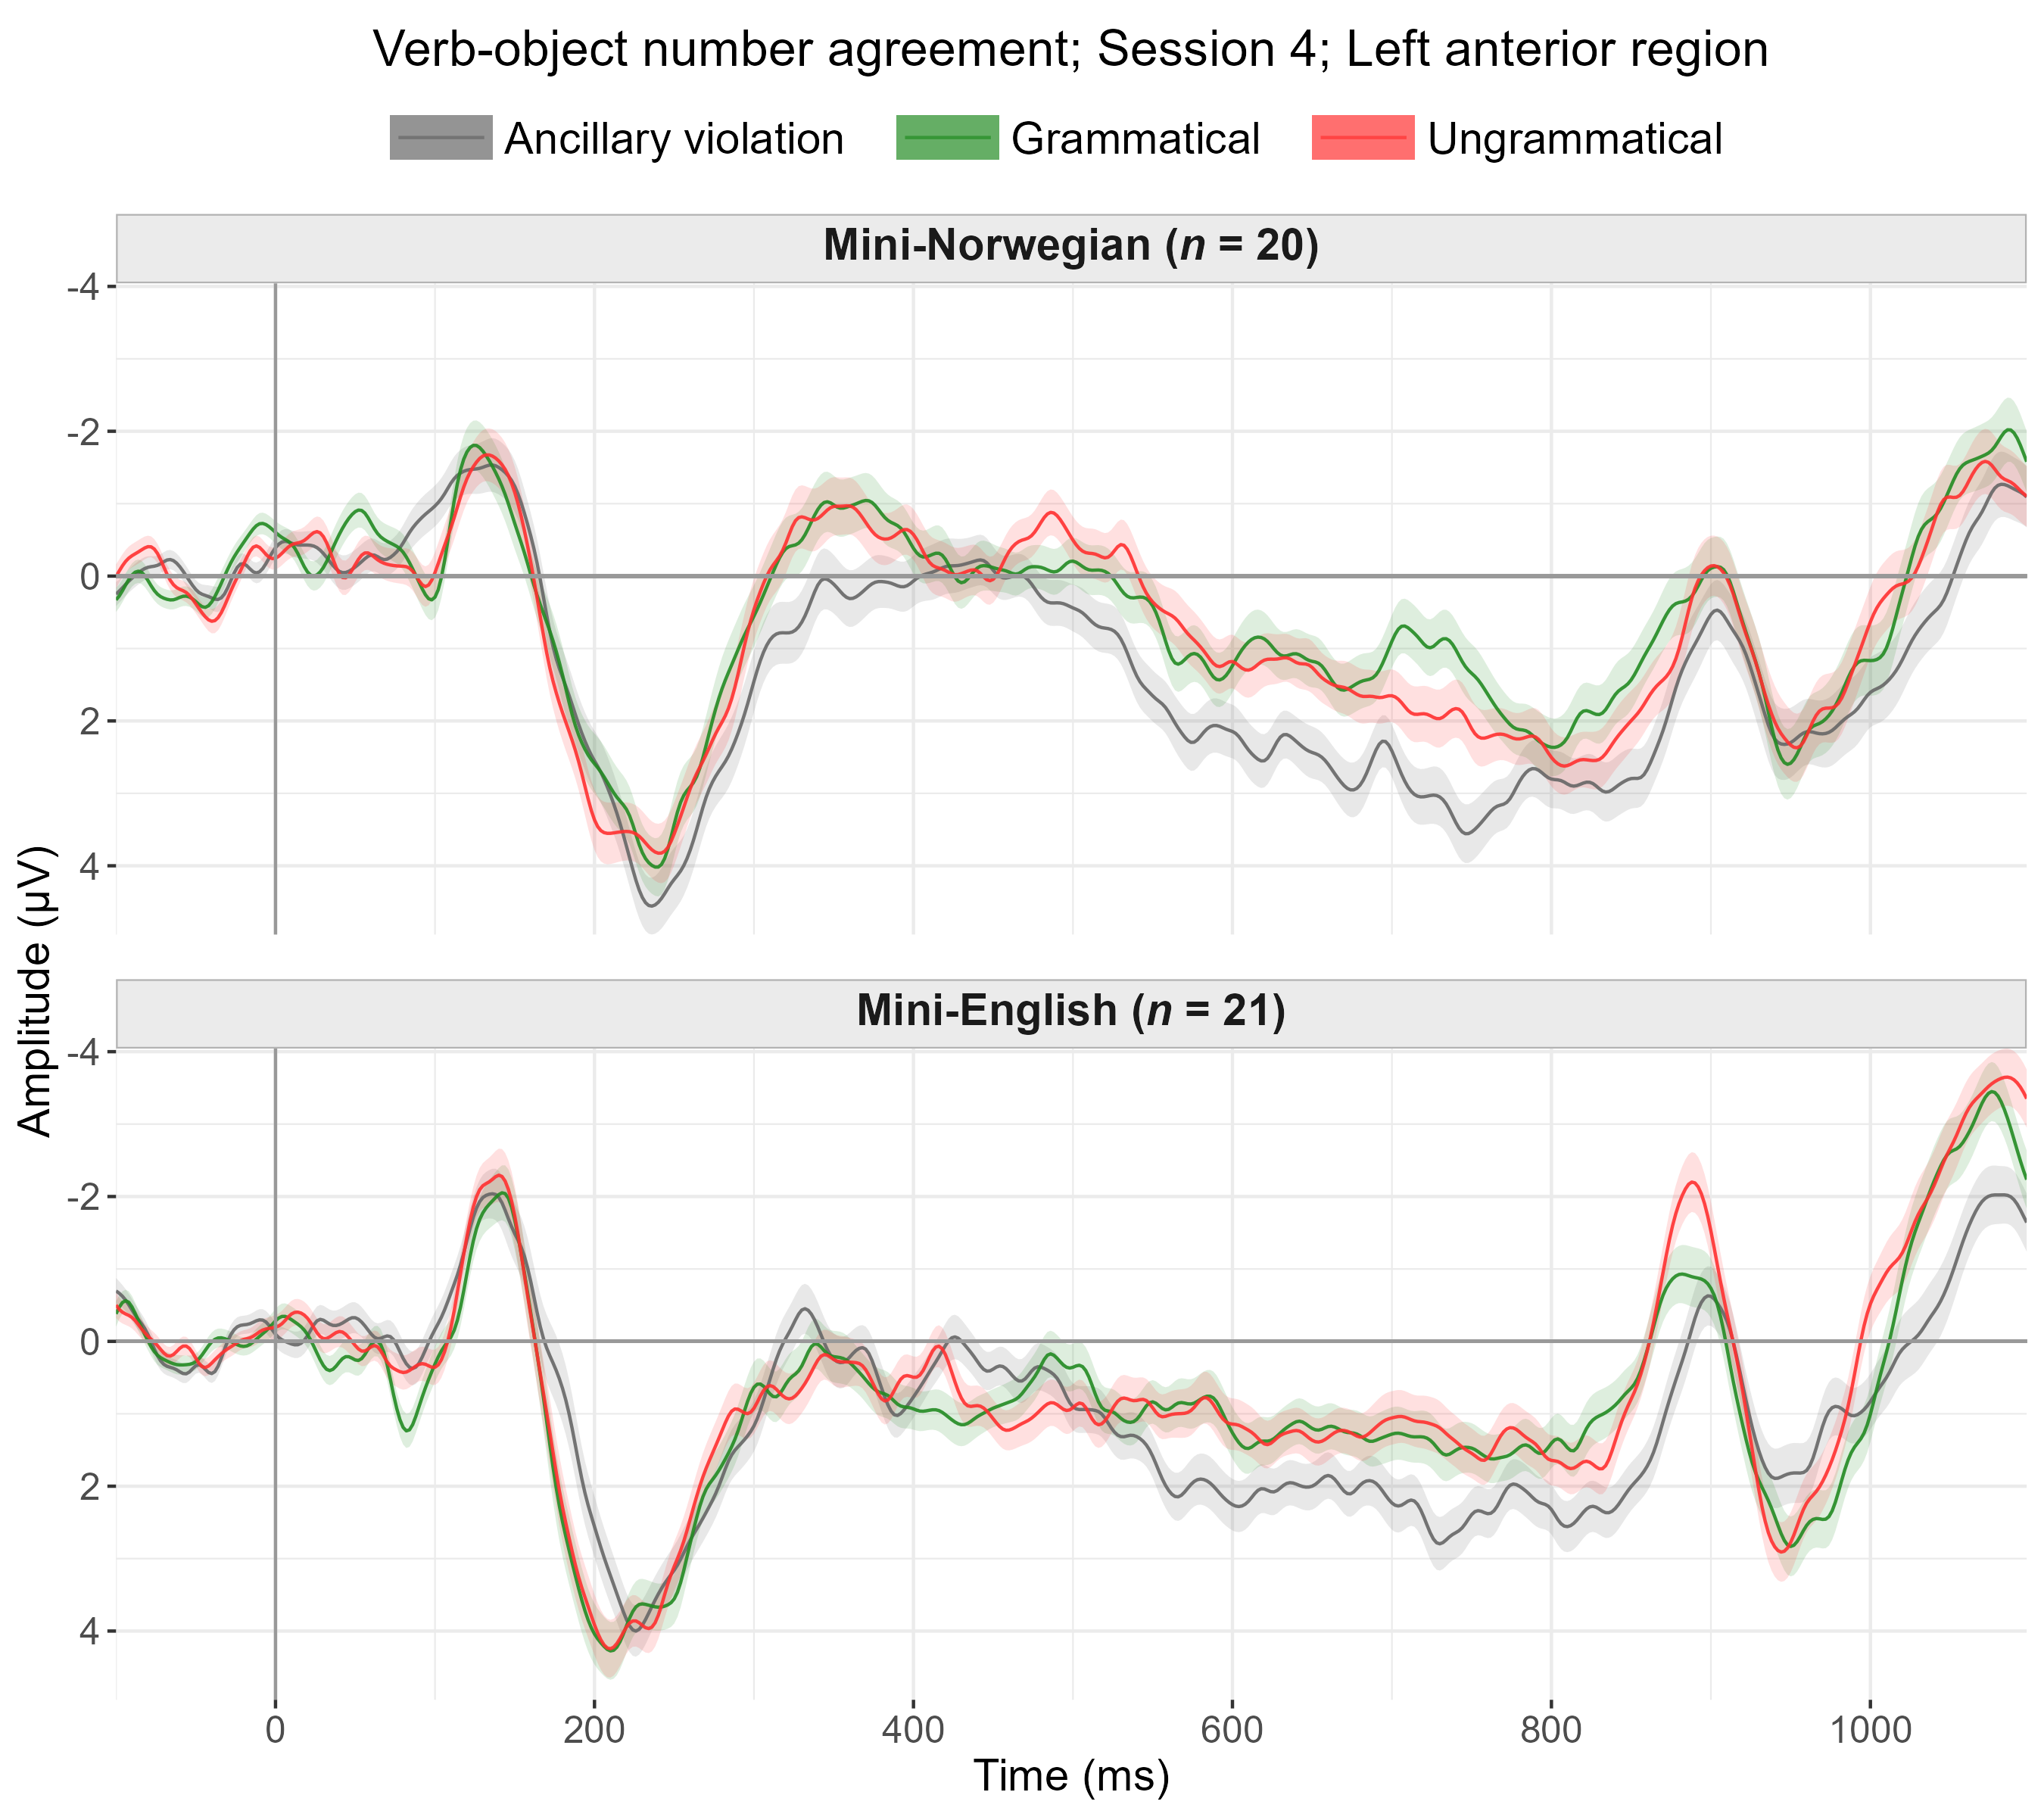 Verb-object number agreement; Session 4; Left anterior region
Ancillary violation Grammatical Ungrammatical
Mini-Norwegian (n = 20)
-4
-2
0
2
4
Mini-English (n = 21)
-4
-2
0
2
4
Amplitude (µV)
0 200 400 600 800 1000
Time (ms)